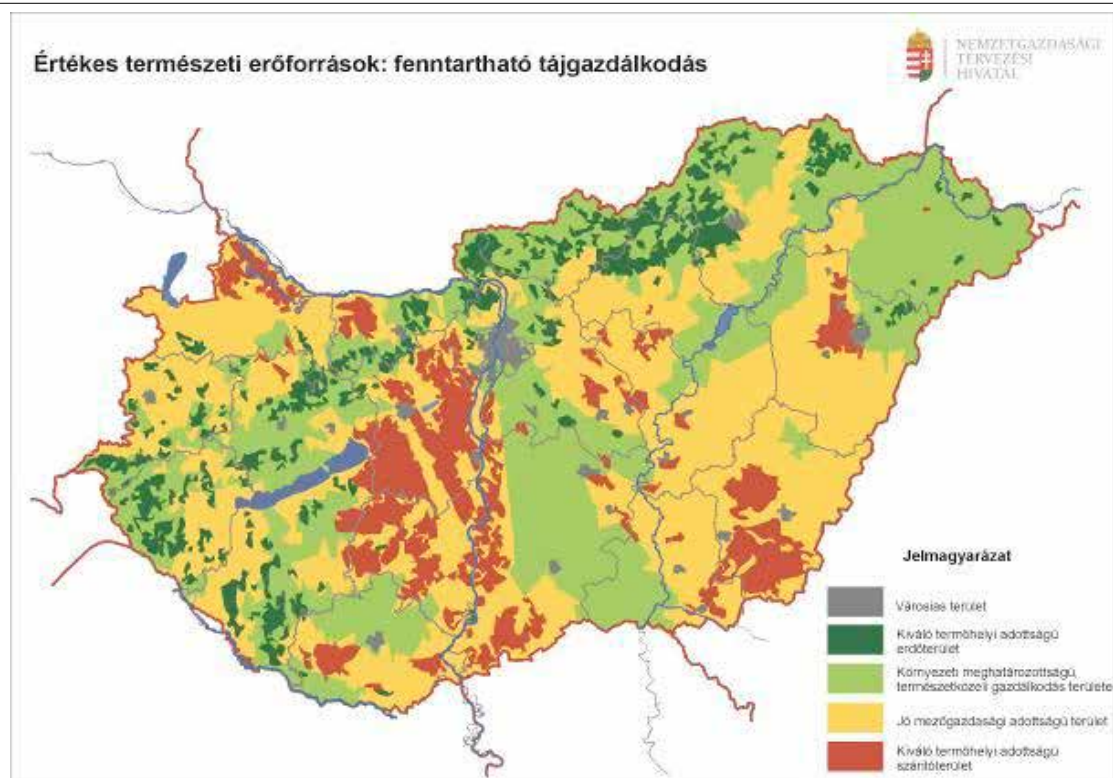 Értékes természeti erőforrások: fenntartható tájgazdálkodás
NEMZETGAZDASÁGI
TERVEZÉSI
HIVATAL
Jelmagyarázat
Városias terület
Kiváló termőhelyi adottságú
erdőterület
Környezeti meghatározottságú,
természetközeli gazdálkodás területe
Jó mezőgazdasági adottságú terület
Kiváló termőhelyi adottságú
szántóterület